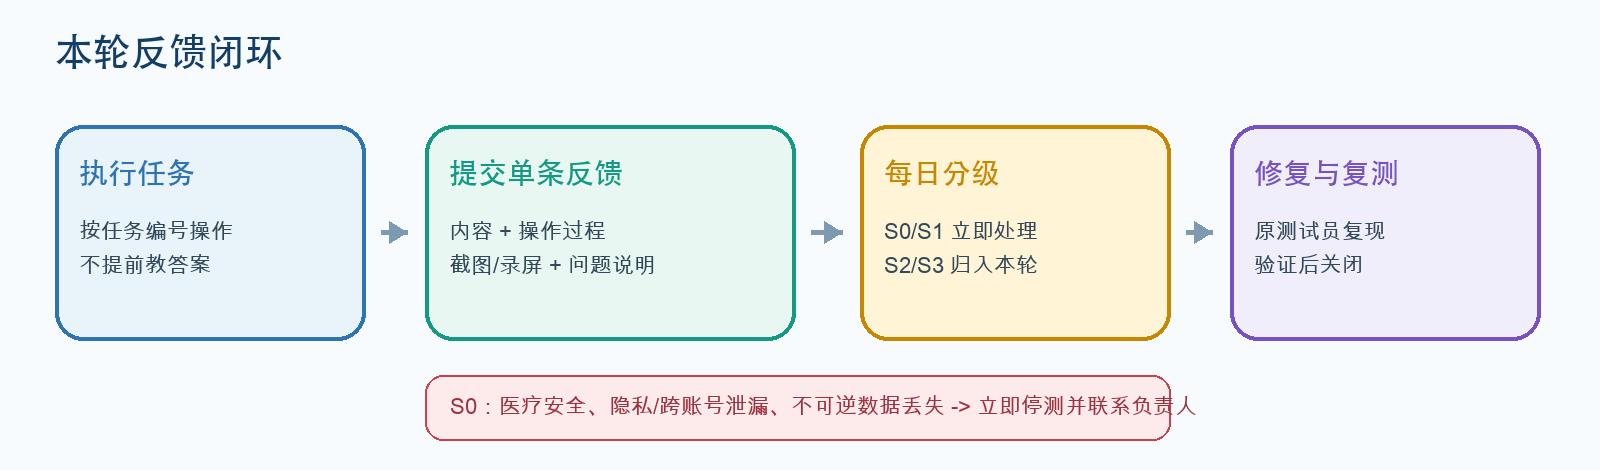 本轮反馈闭环
执行任务
按任务编号操作
不提前教答案
提交单条反馈
内容 + 操作过程
截图/录屏 + 问题说明
每日分级
S0/S1 立即处理
S2/S3 归入本轮
修复与复测
原测试员复现
验证后关闭
S0：医疗安全、隐私/跨账号泄漏、不可逆数据丢失 -> 立即停测并联系负责人